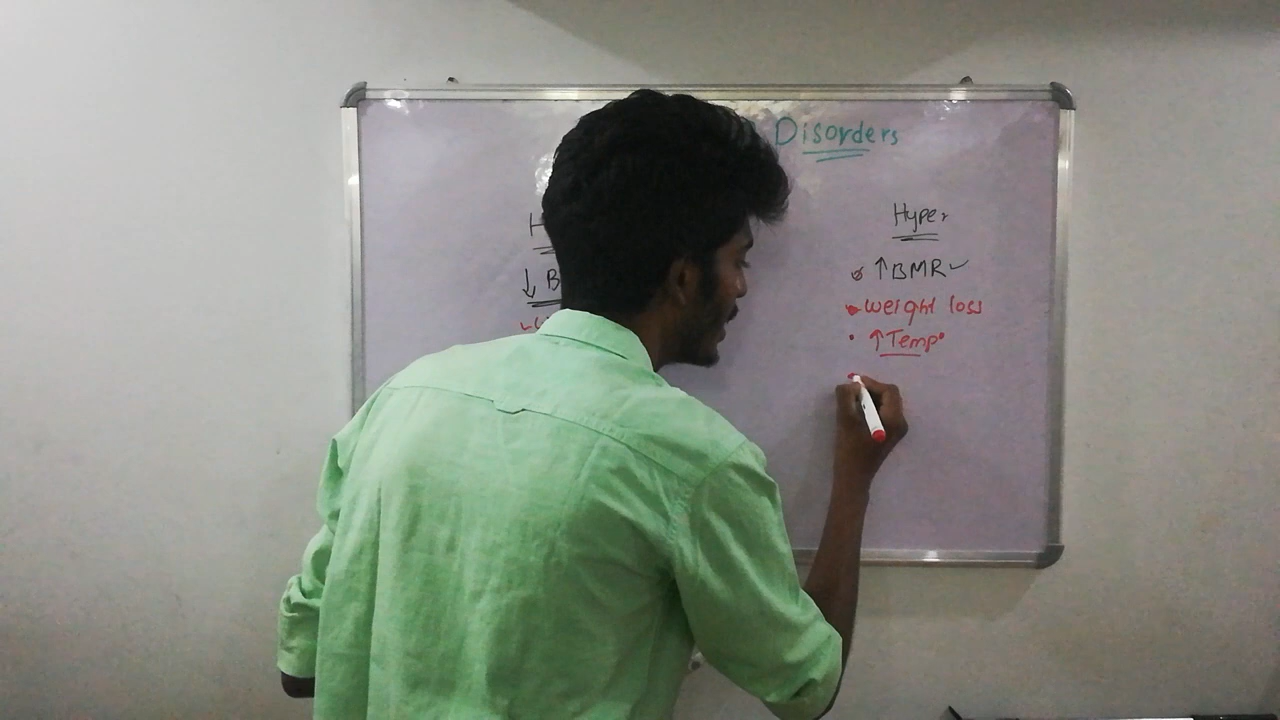 Disorders
Hyper
↓ B
↑BMR ✓
weight loss
• ↑Temp•